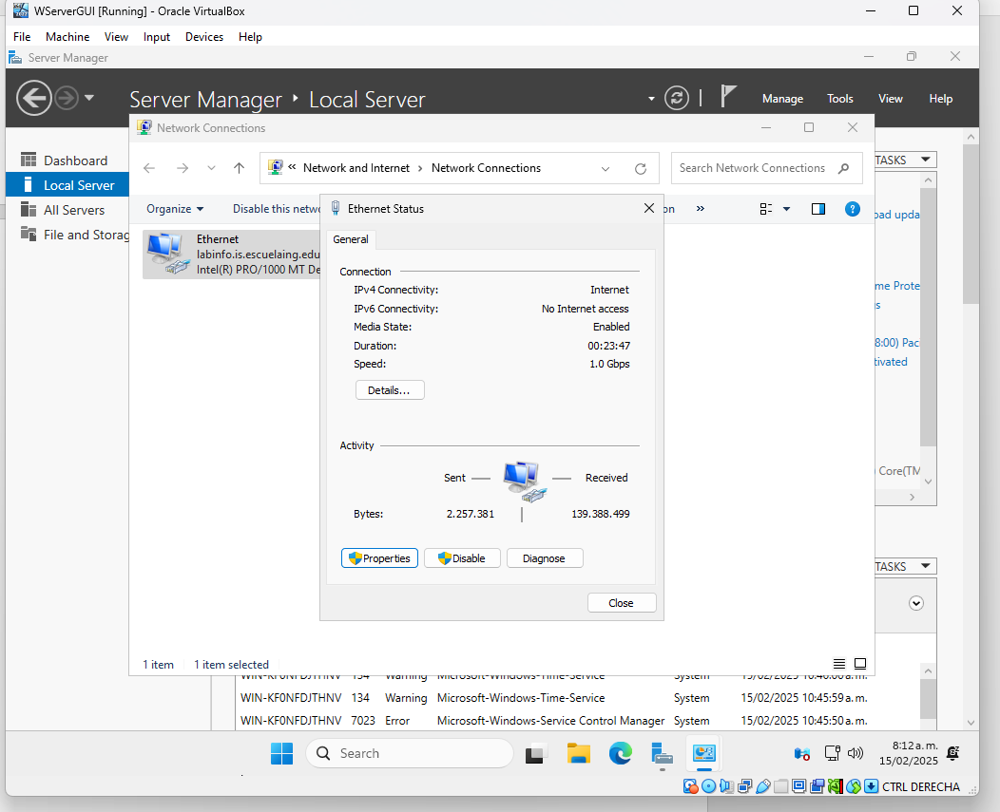 WServerGUI [Running] - Oracle VirtualBox
File Machine View Input Devices Help
Server Manager
Server Manager ‣ Local Server
Manage Tools View Help
Network Connections
Dashboard
Local Server
All Servers
File and Storag
« Network and Internet › Network Connections
Search Network Connections
TASKS
Organize Disable this netwo on »
Ethernet
labinfo.is.escuelaing.edu
Intel(R) PRO/1000 MT De
Ethernet Status
General
Connection
IPv4 Connectivity: Internet
IPv6 Connectivity: No Internet access
Media State: Enabled
Duration: 00:23:47
Speed: 1.0 Gbps
Details...
Activity
Sent — — Received
Bytes: 2.257.381 139.388.499
Properties Disable Diagnose
Close
oad upda
me Prote
s
8:00) Pac
tivated
Core(TM
TASKS
1 item 1 item selected
WIN-KF0NFDJTHNV 134 Warning Microsoft-Windows-Time-Service System 15/02/2025 10:46:00 a. m.
WIN-KF0NFDJTHNV 134 Warning Microsoft-Windows-Time-Service System 15/02/2025 10:45:59 a. m.
WIN-KF0NFDJTHNV 7023 Error Microsoft-Windows-Service Control Manager System 15/02/2025 10:45:50 a. m.
Search
8:12 a. m.
15/02/2025
CTRL DERECHA